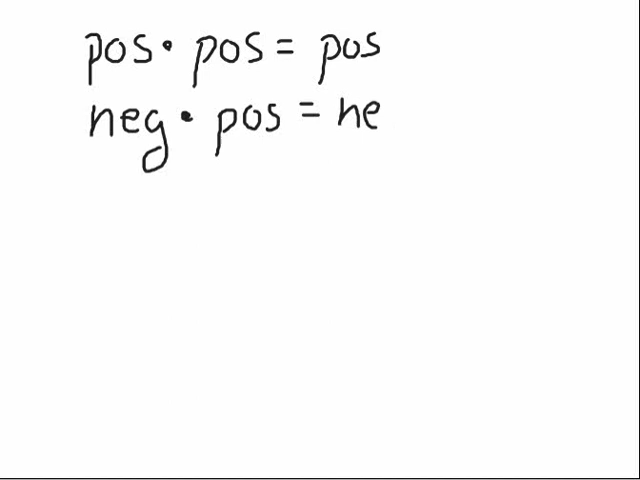 pos · pos = pos
neg · pos = ne